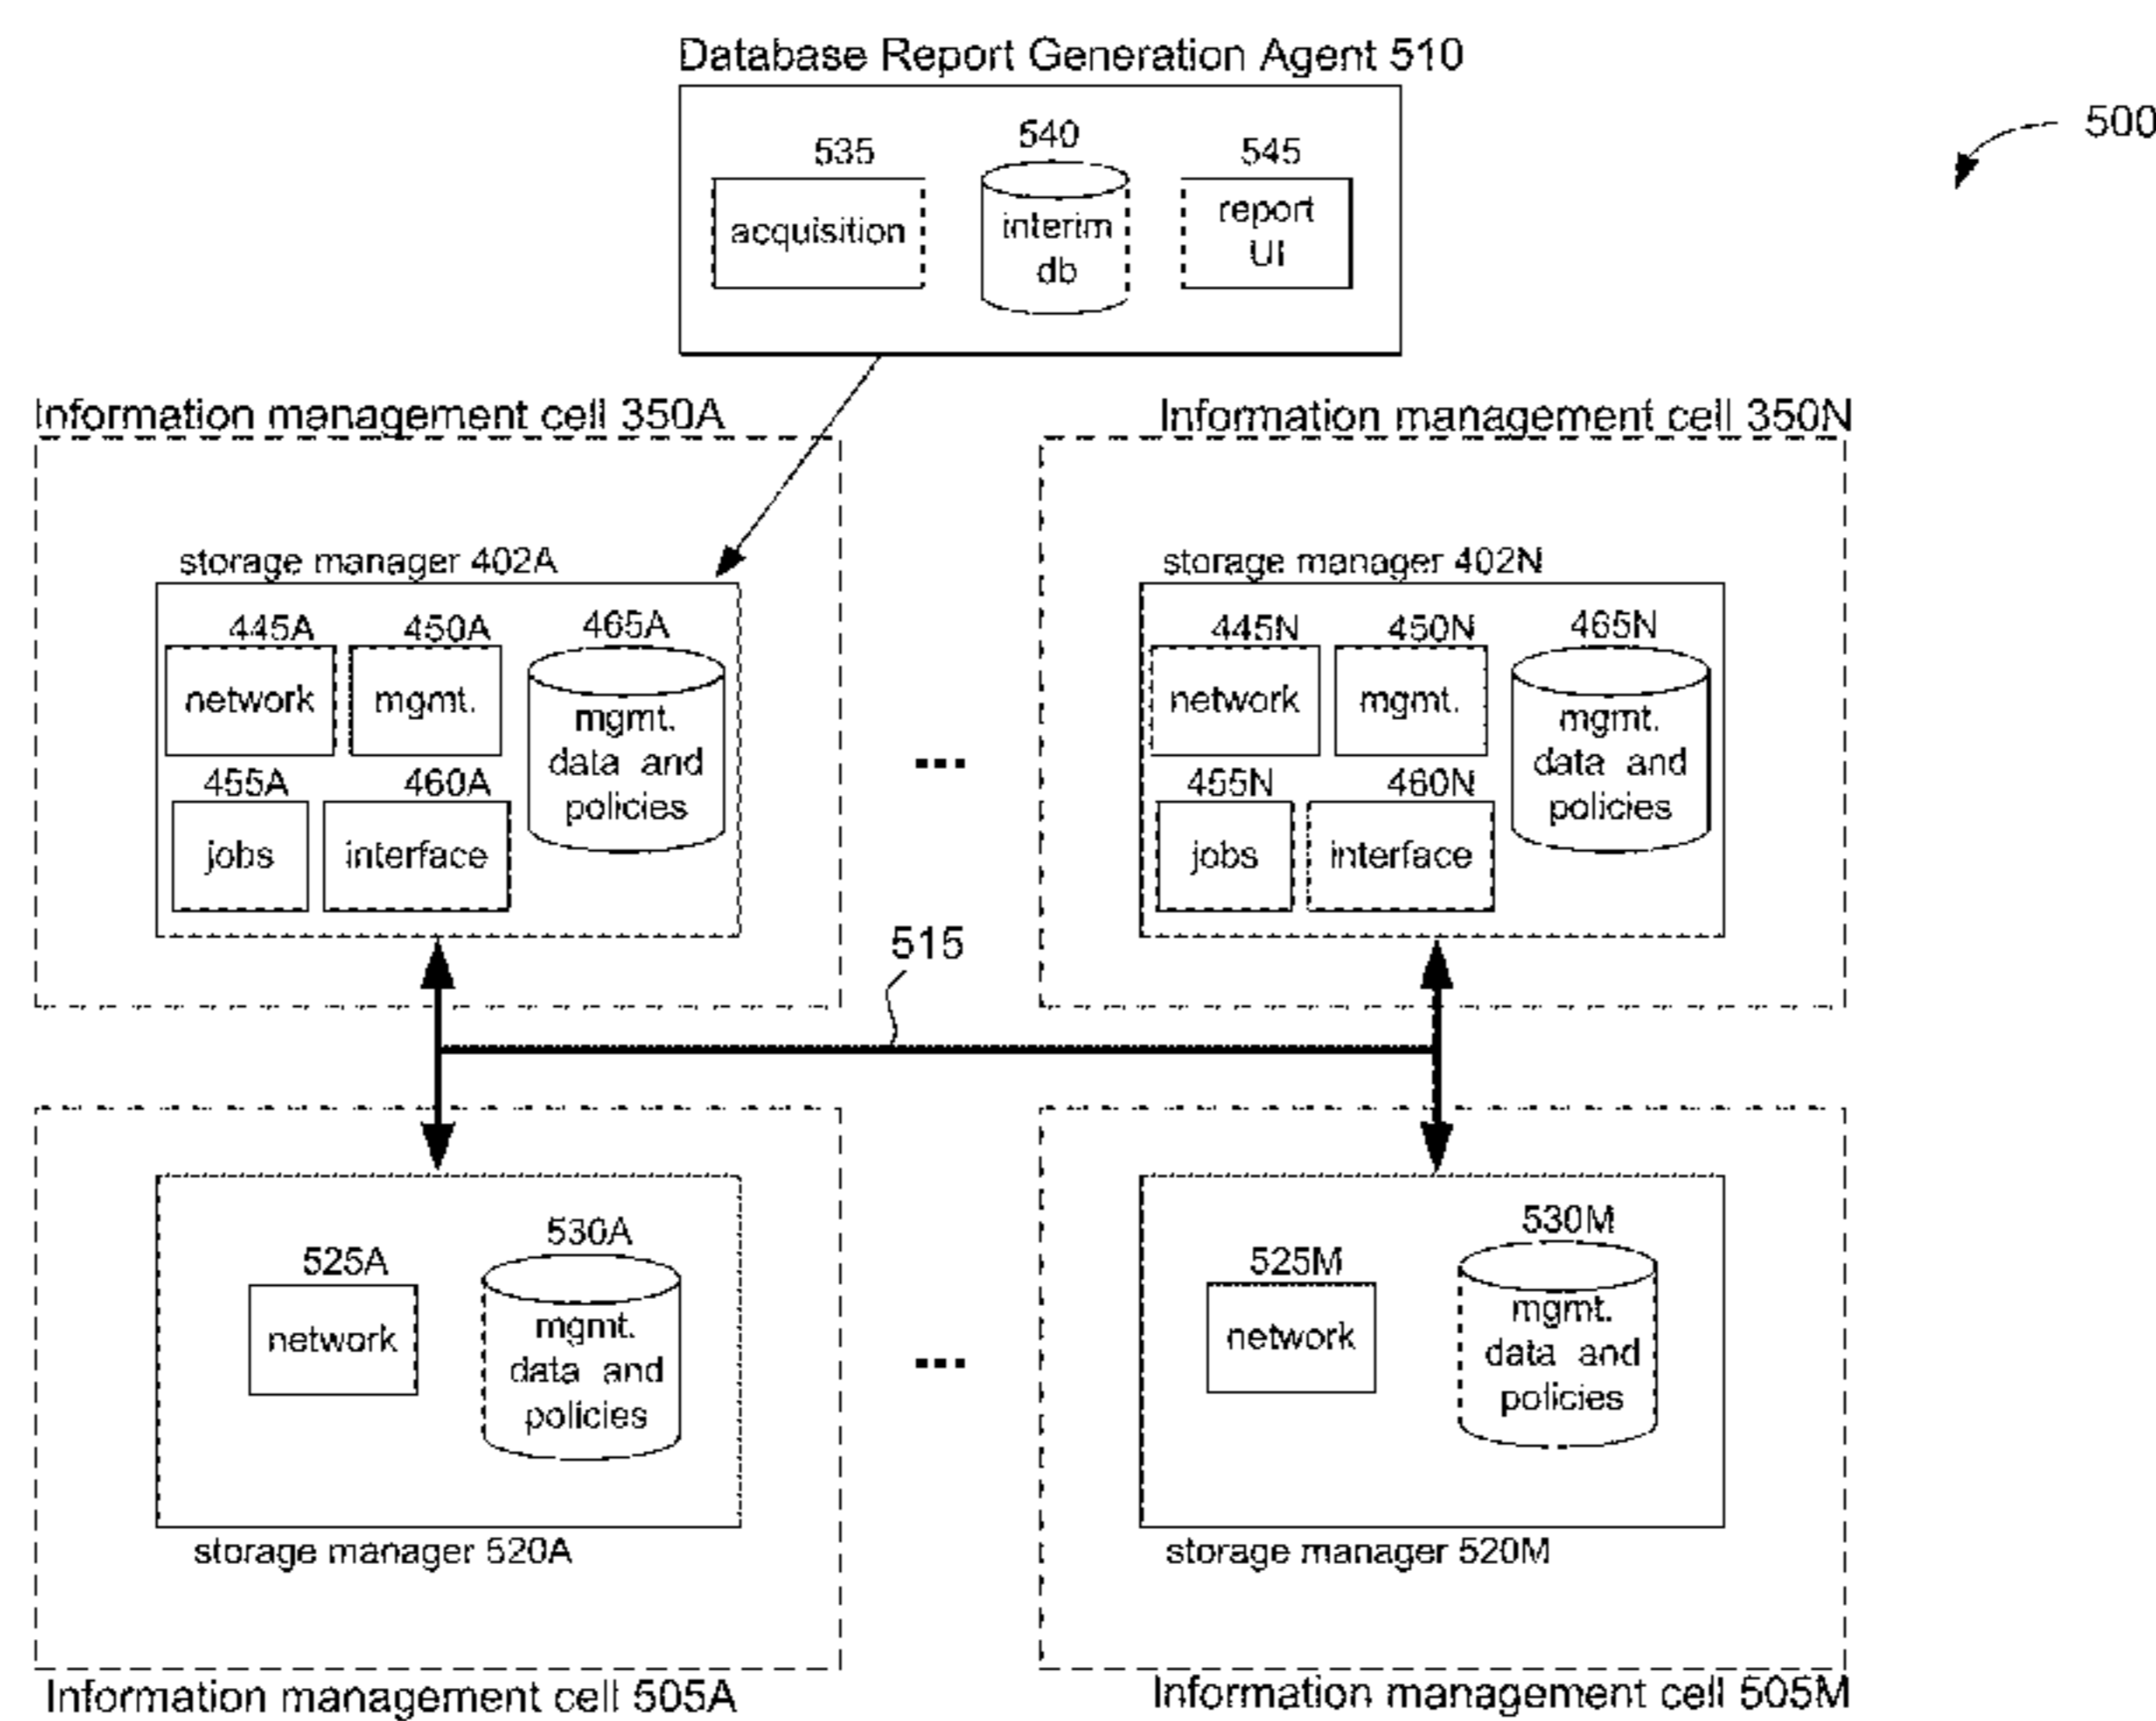 Database Report Generation Agent 510
500
535
540
545
acquisition
interim
db
report
UI
Information management cell 350A
Information management cell 350N
storage manager 402A
storage manager 402N
445A
450A
465A
network
mgmt.
mgmt.
data and
policies
455A
460A
jobs
interface
...
445N
450N
465N
network
mgmt.
mgmt.
data and
policies
455N
460N
jobs
interface
515
525A
530A
network
mgmt.
data and
policies
storage manager 520A
...
525M
530M
network
mgmt.
data and
policies
storage manager 520M
Information management cell 505A
Information management cell 505M